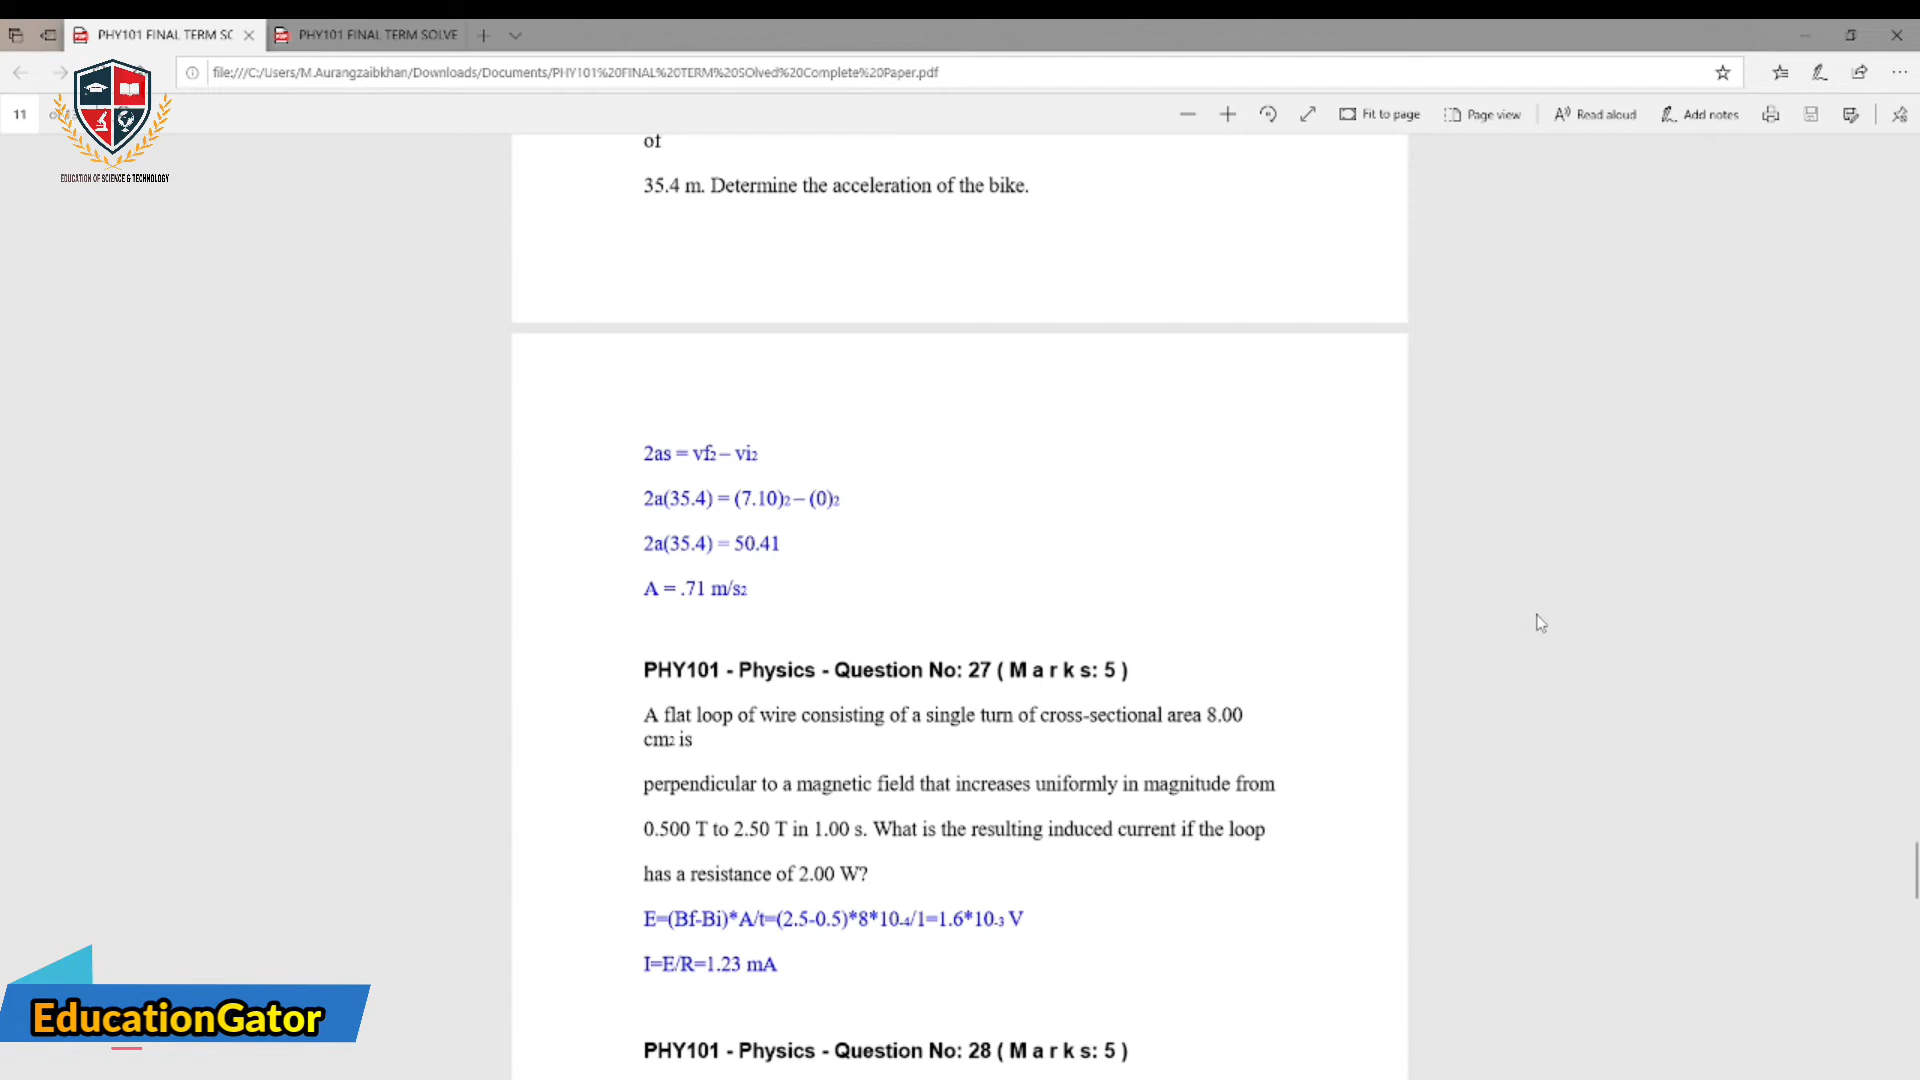 PHY101 FINAL TERM SC
PHY101 FINAL TERM SOLVE
file:///C:/Users/M.Aurangzaibkhan/Downloads/Documents/PHY101%20FINAL%20TERM%20SOlved%20Complete%20Paper.pdf
11
Fit to page
Page view
Read aloud
Add notes
EDUCATION OF SCIENCE & TECHNOLOGY
of
35.4 m. Determine the acceleration of the bike.
2as = vf2 – vi2
2a(35.4) = (7.10)2 – (0)2
2a(35.4) = 50.41
A = .71 m/s2
PHY101 - Physics - Question No: 27 ( M a r k s: 5 )
A flat loop of wire consisting of a single turn of cross-sectional area 8.00
cm2 is
perpendicular to a magnetic field that increases uniformly in magnitude from
0.500 T to 2.50 T in 1.00 s. What is the resulting induced current if the loop
has a resistance of 2.00 W?
E=(Bf-Bi)*A/t=(2.5-0.5)*8*10-4/1=1.6*10-3 V
I=E/R=1.23 mA
EducationGator
PHY101 - Physics - Question No: 28 ( M a r k s: 5 )